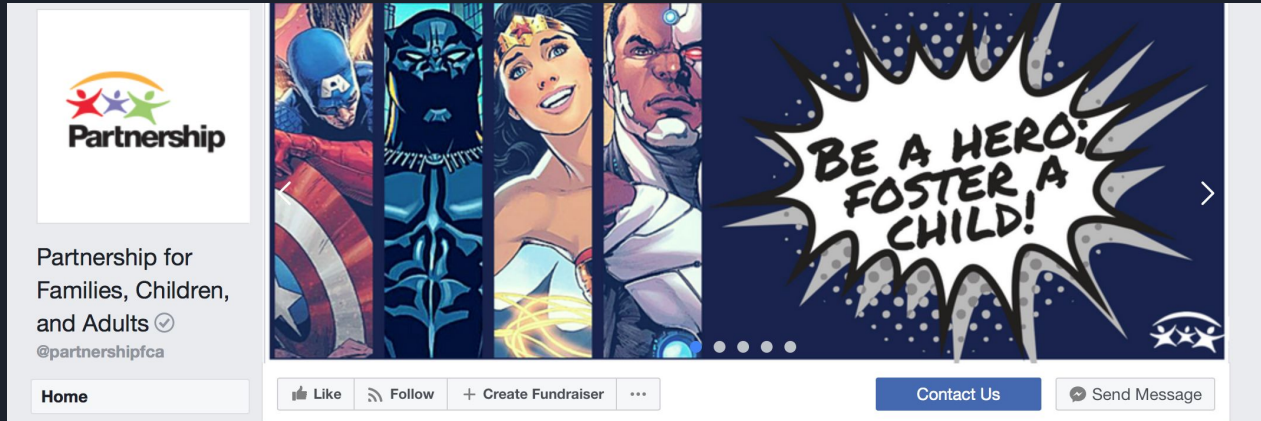 Partnership
Partnership for
Families, Children,
and Adults
@partnershipfca
Home
A
BE A HERO;
FOSTER A
CHILD!
Like
Follow
+ Create Fundraiser
...
Contact Us
Send Message